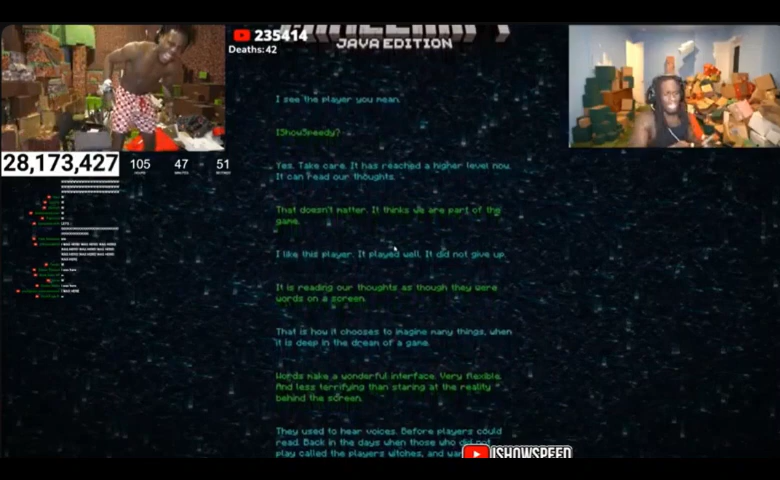 MINECRAFT
JAVA EDITION
235414
Deaths:42
28,173,427
105
47
51
I see the player you mean.
IShowSpeedy?
Yes. Take care. It has reached a higher level now.
It can read our thoughts.
That doesn't matter. It thinks we are part of the
game.
I like this player. It played well. It did not give up.
It is reading our thoughts as though they were
words on a screen.
That is how it chooses to imagine many things, when
it is deep in the dream of a game.
Words make a wonderful interface. Very flexible.
And less terrifying than staring at the reality
behind the screen.
They used to hear voices. Before players could
read. Back in the days when those who did not
play called the players witches, and
ISHOWSPEED